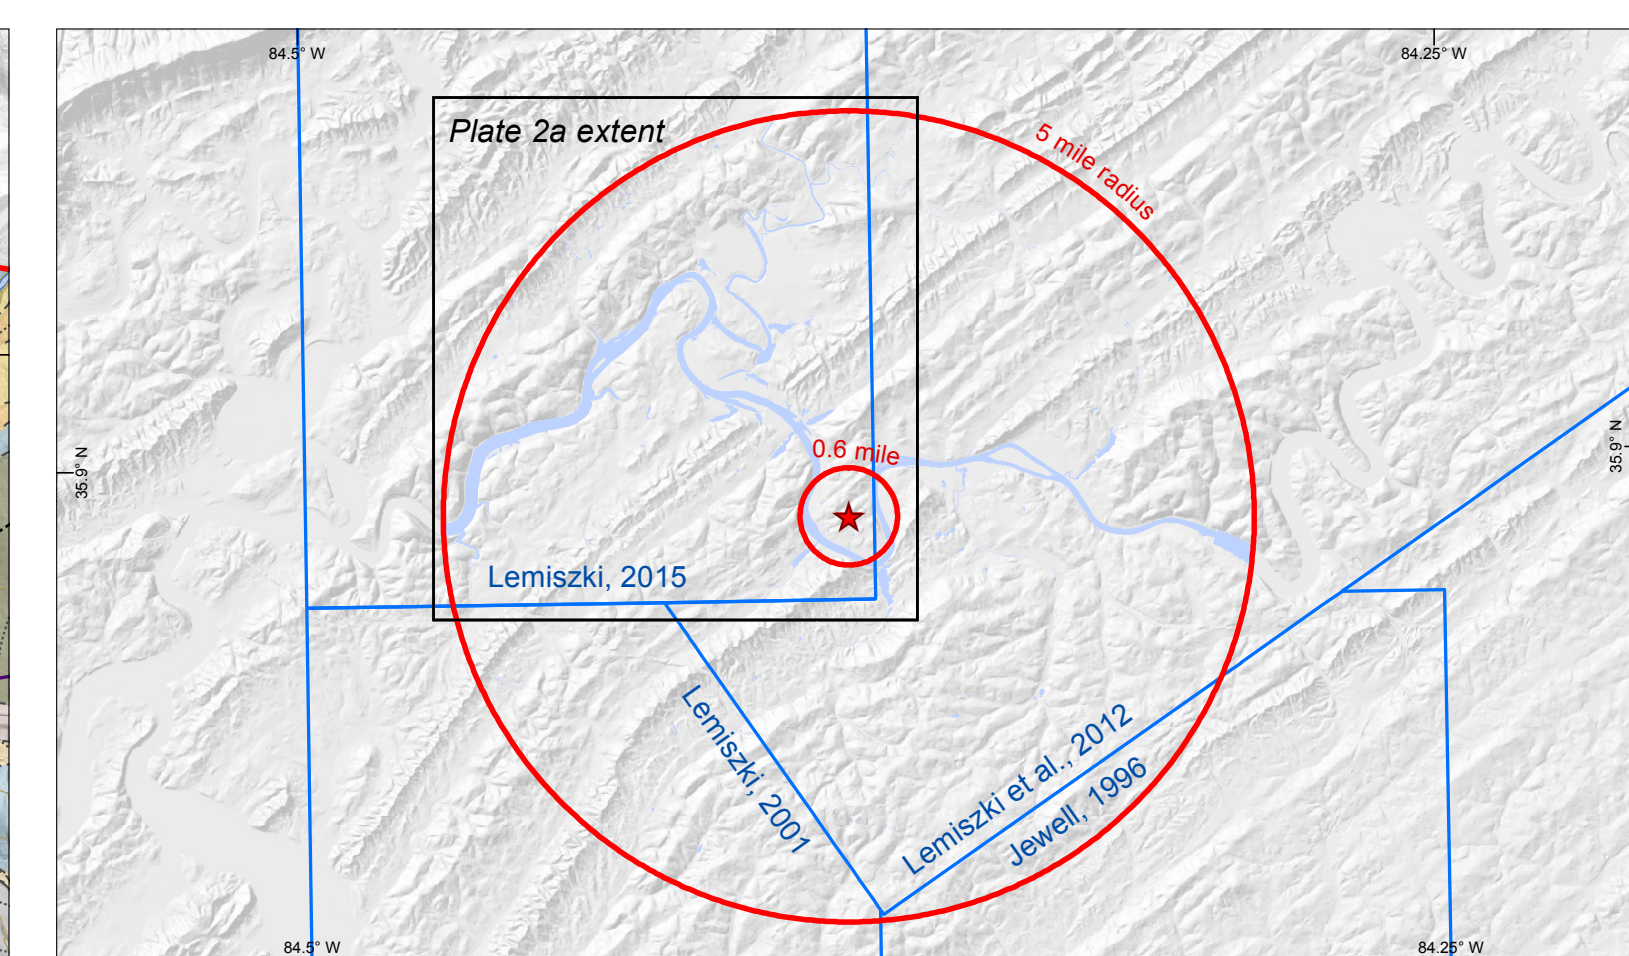 84.5° W
84.25° W
Plate 2a extent
5 mile radius
0.6 mile
35.9° N
35.9° N
Lemiszki, 2015
Lemiszki, 2001
Lemiszki et al., 2012
Jewell, 1996
84.5° W
84.25° W